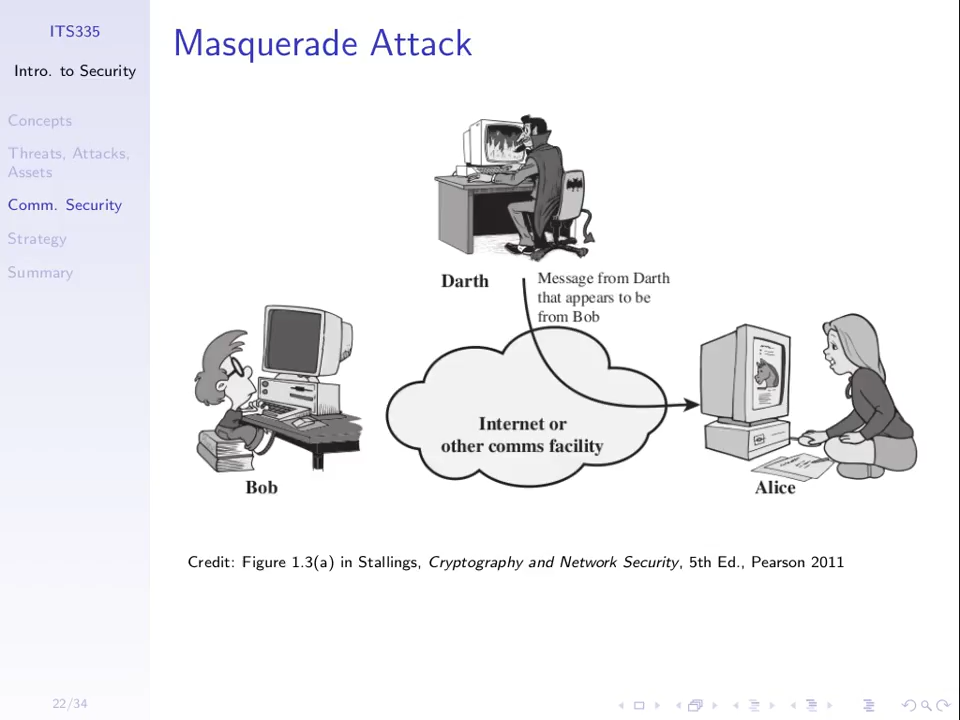 ITS335
Intro. to Security
Concepts
Threats, Attacks,
Assets
Comm. Security
Strategy
Summary
22/34
Masquerade Attack
Darth
Message from Darth
that appears to be
from Bob
Internet or
other comms facility
Bob
Alice
Credit: Figure 1.3(a) in Stallings, Cryptography and Network Security, 5th Ed., Pearson 2011